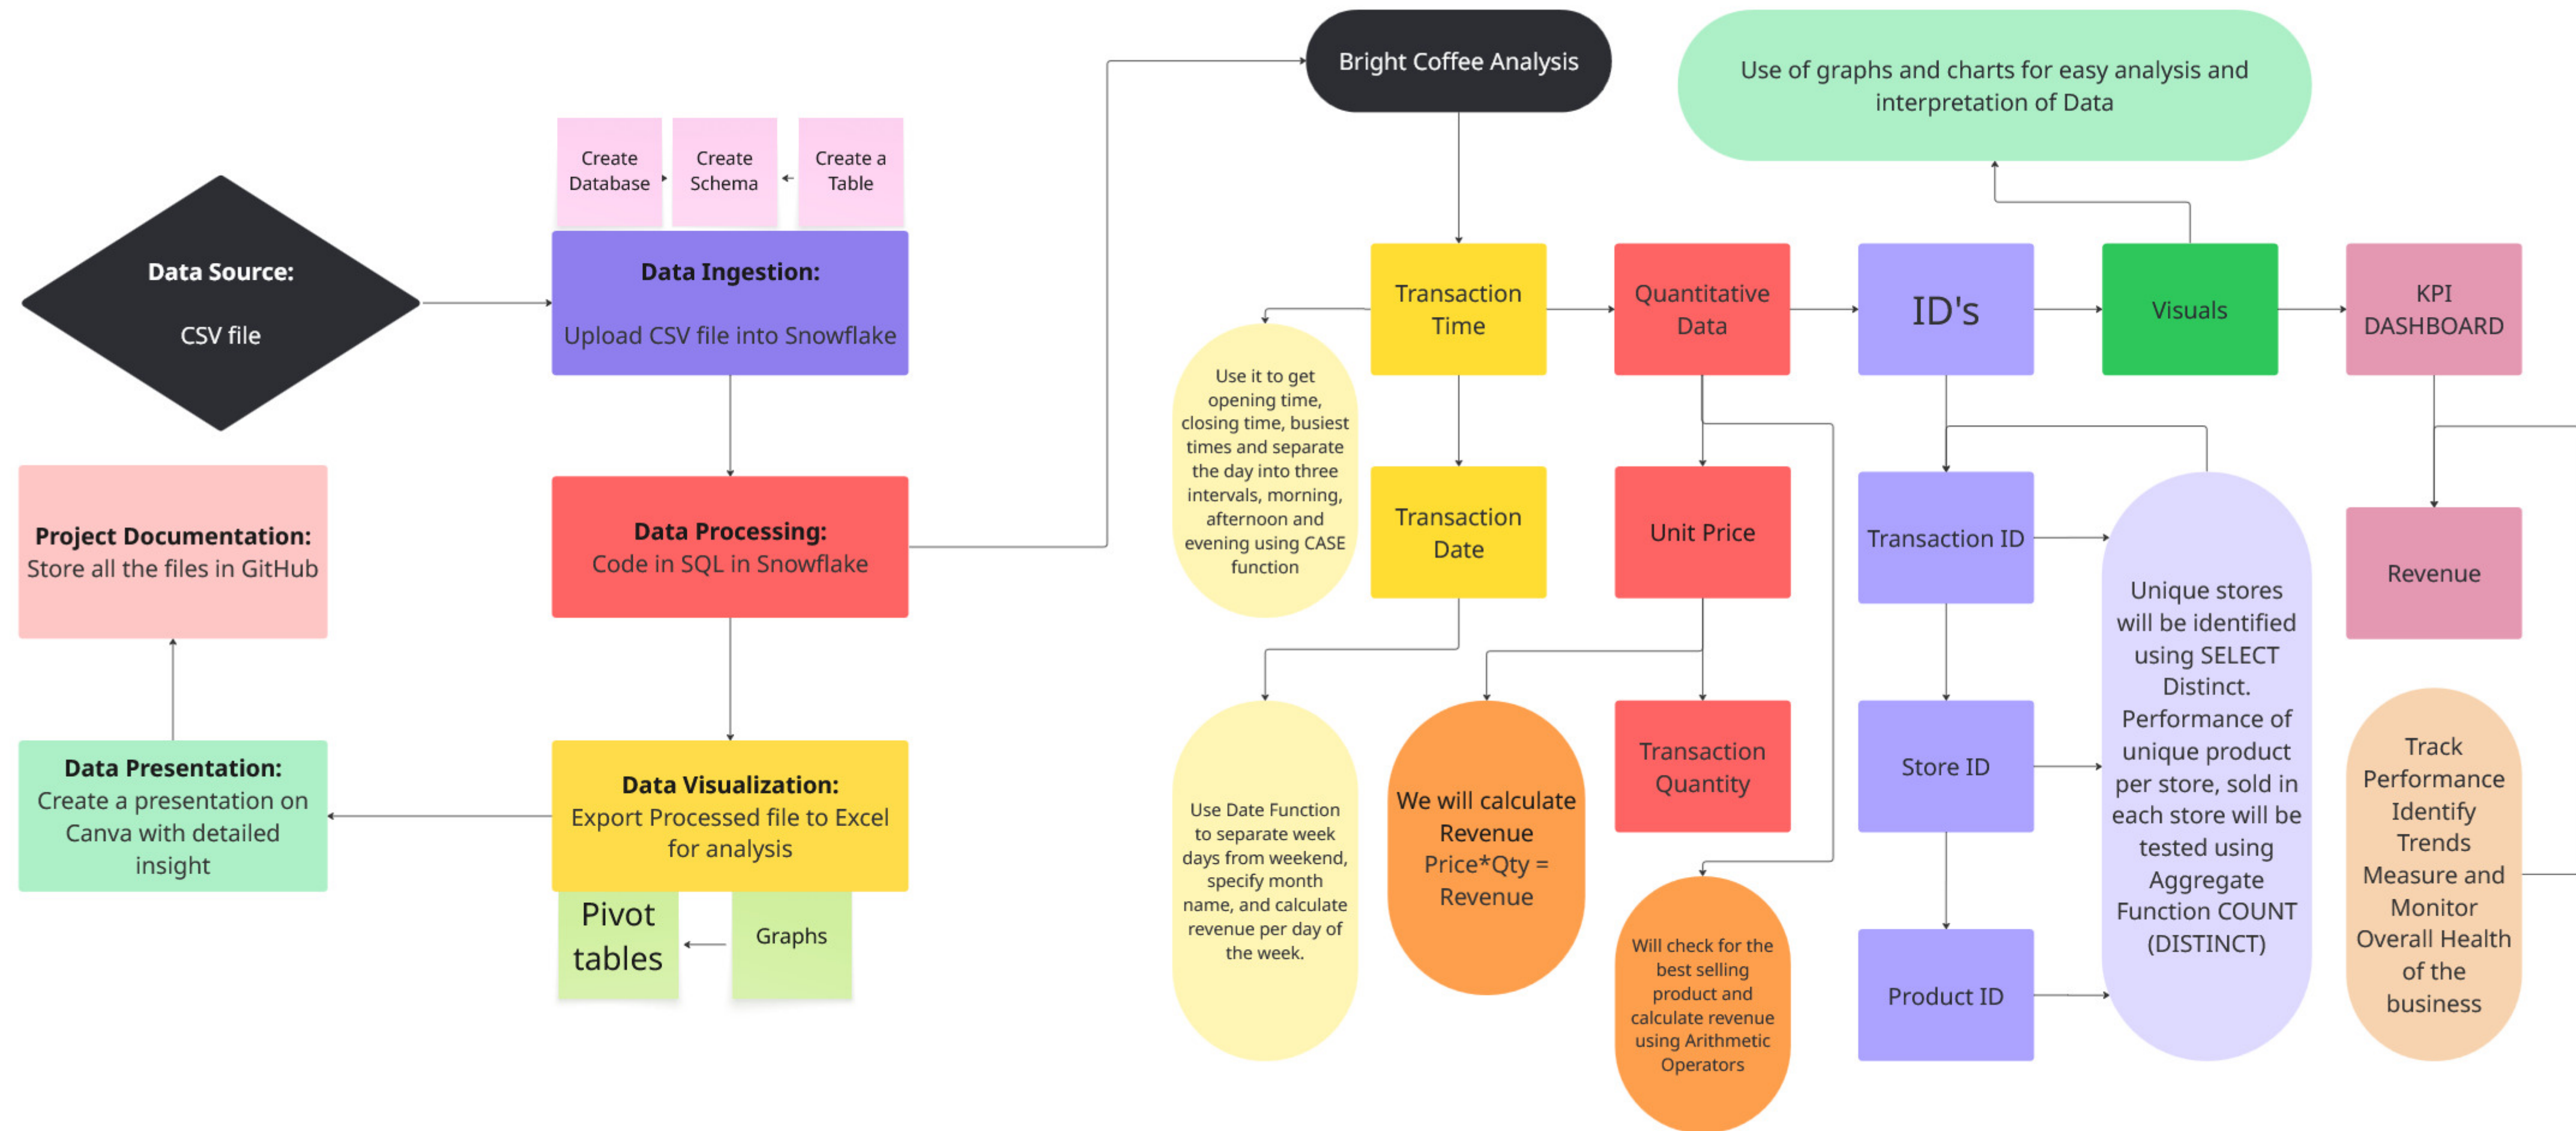 Bright Coffee Analysis
Use of graphs and charts for easy analysis and
interpretation of Data
Create
Database
Create
Schema
Create a
Table
Data Source:
CSV file
Data Ingestion:
Upload CSV file into Snowflake
Data Processing:
Code in SQL in Snowflake
Project Documentation:
Store all the files in GitHub
Data Presentation:
Create a presentation on
Canva with detailed
insight
Data Visualization:
Export Processed file to Excel
for analysis
Pivot
tables
Graphs
Transaction
Time
Quantitative
Data
ID's
Visuals
KPI
DASHBOARD
Use it to get
opening time,
closing time, busiest
times and separate
the day into three
intervals, morning,
afternoon and
evening using CASE
function
Transaction
Date
Unit Price
Transaction ID
Revenue
Use Date Function
to separate week
days from weekend,
specify month
name, and calculate
revenue per day of
the week.
We will calculate
Revenue
Price*Qty =
Revenue
Transaction
Quantity
Will check for the
best selling
product and
calculate revenue
using Arithmetic
Operators
Store ID
Product ID
Unique stores
will be identified
using SELECT
Distinct.
Performance of
unique product
per store, sold in
each store will be
tested using
Aggregate
Function COUNT
(DISTINCT)
Track
Performance
Identify
Trends
Measure and
Monitor
Overall Health
of the
business